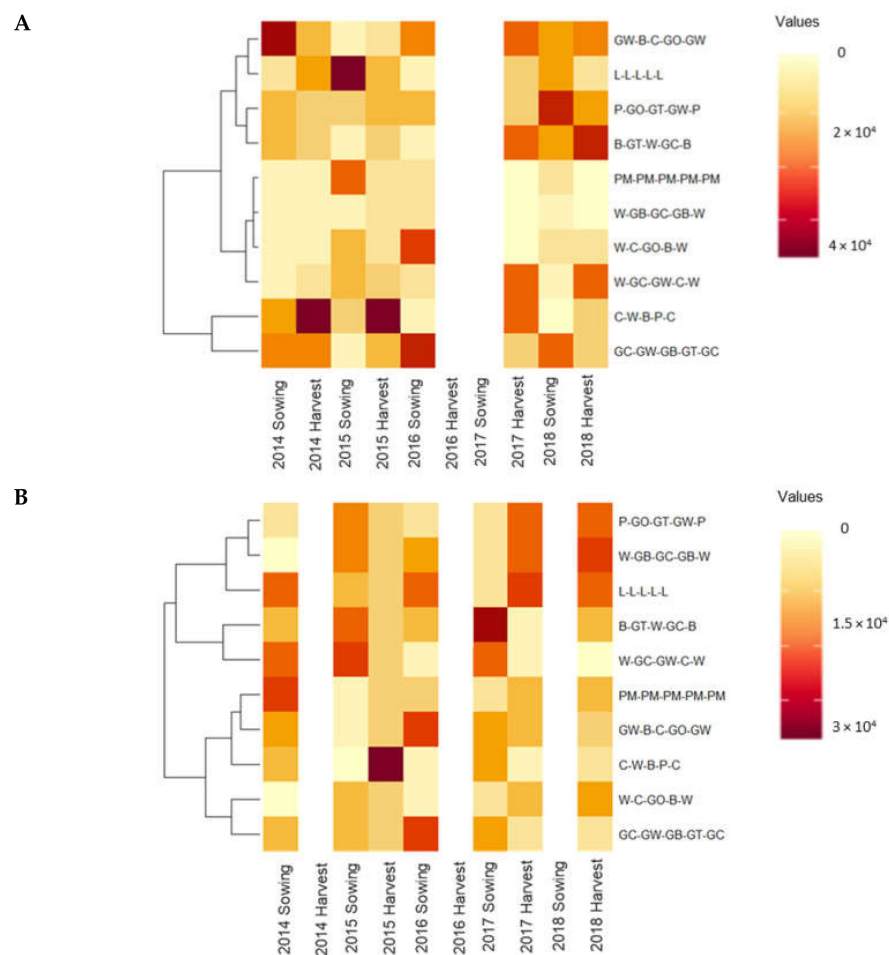 A
Values
0
2 × 10⁴
4 × 10⁴
GW-B-C-GO-GW
L-L-L-L-L
P-GO-GT-GW-P
B-GT-W-GC-B
PM-PM-PM-PM-PM
W-GB-GC-GB-W
W-C-GO-B-W
W-GC-GW-C-W
C-W-B-P-C
GC-GW-GB-GT-GC
2014 Sowing
2014 Harvest
2015 Sowing
2015 Harvest
2016 Sowing
2016 Harvest
2017 Sowing
2017 Harvest
2018 Sowing
2018 Harvest
B
Values
0
1.5 × 10⁴
3 × 10⁴
P-GO-GT-GW-P
W-GB-GC-GB-W
L-L-L-L-L
B-GT-W-GC-B
W-GC-GW-C-W
PM-PM-PM-PM-PM
GW-B-C-GO-GW
C-W-B-P-C
W-C-GO-B-W
GC-GW-GB-GT-GC
2014 Sowing
2014 Harvest
2015 Sowing
2015 Harvest
2016 Sowing
2016 Harvest
2017 Sowing
2017 Harvest
2018 Sowing
2018 Harvest